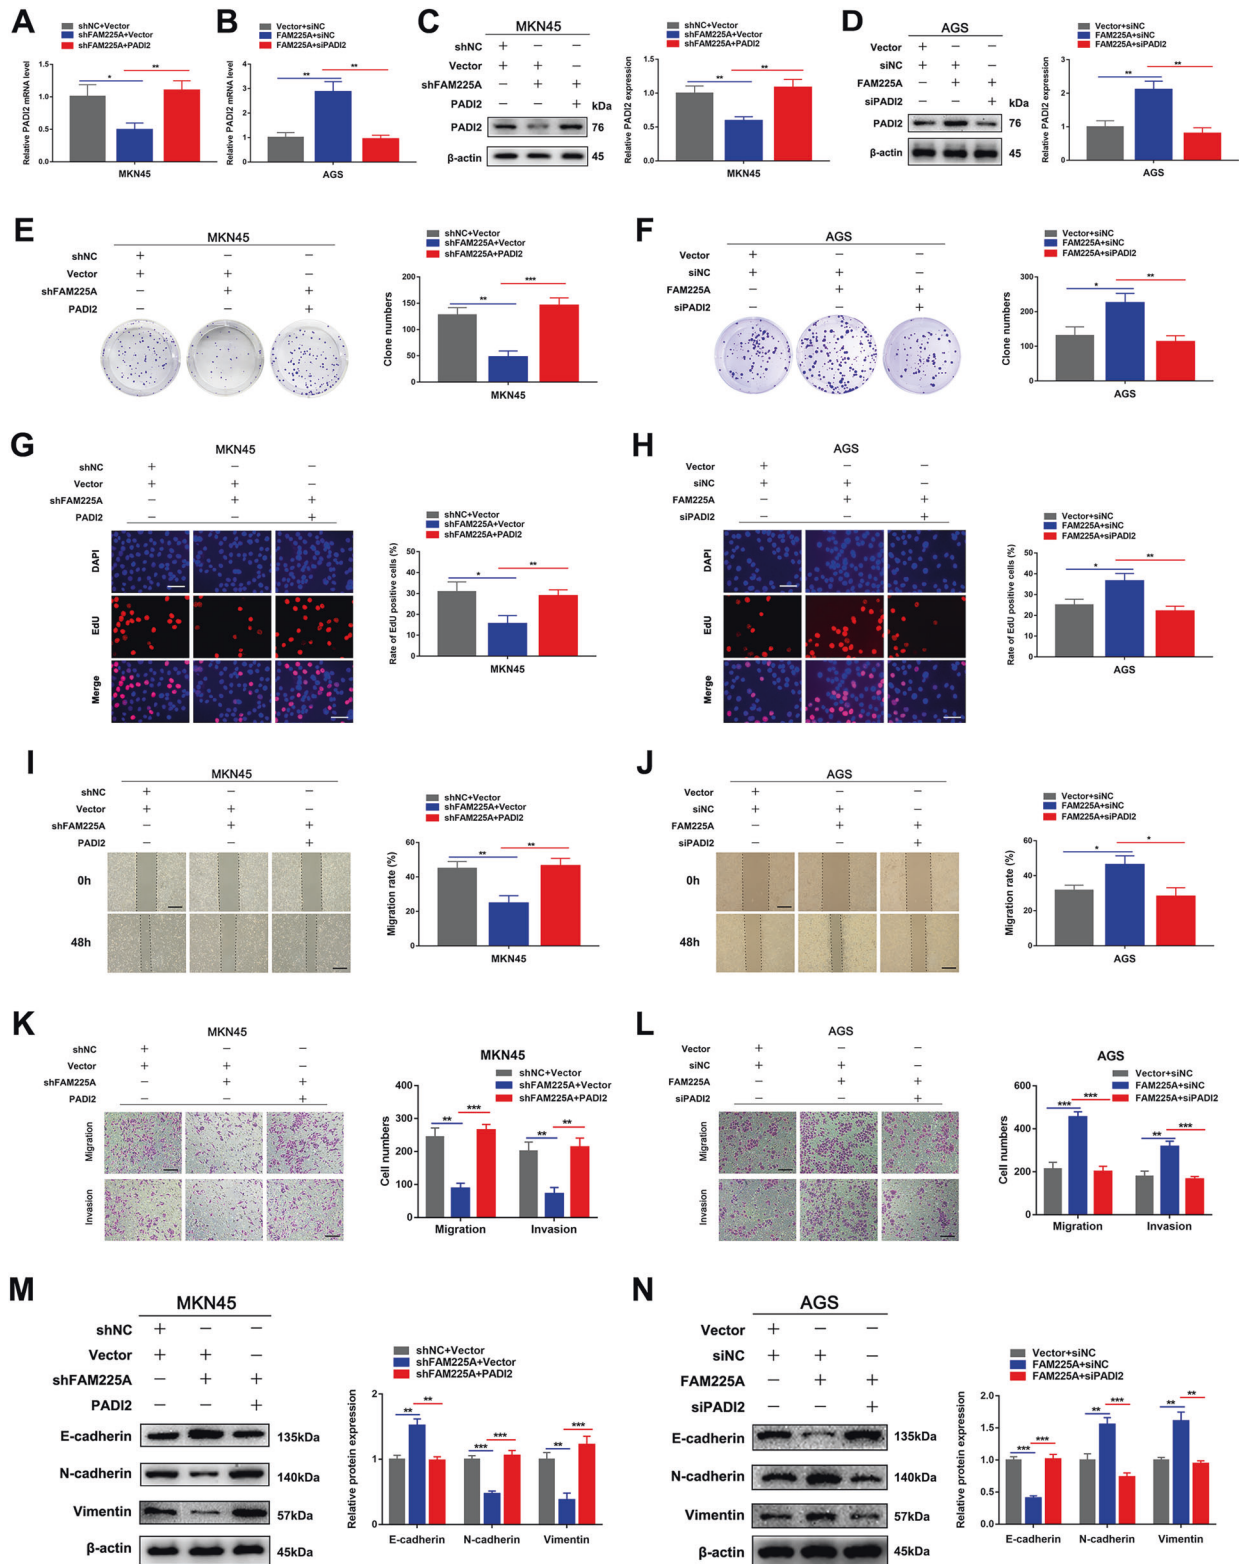 A
shNC+Vector
shFAM225A+Vector
shFAM225A+PADI2
Relative PADI2 mRNA level
1.5
1.0
0.5
0.0
*
**
MKN45
B
Vector+siNC
FAM225A+siNC
FAM225A+siPADI2
Relative PADI2 mRNA level
4
3
2
1
0
**
**
AGS
C
MKN45
shNC + − −
Vector + + −
shFAM225A − + +
PADI2 − − + kDa
PADI2 76
β-actin 45
shNC+Vector
shFAM225A+Vector
shFAM225A+PADI2
Relative PADI2 expression
1.5
1.0
0.5
0.0
**
**
MKN45
D
AGS
Vector + − −
siNC + + −
FAM225A − + +
siPADI2 − − + kDa
PADI2 76
β-actin 45
Vector+siNC
FAM225A+siNC
FAM225A+siPADI2
Relative PADI2 expression
3
2
1
0
**
**
AGS
E
MKN45
shNC + − −
Vector + + −
shFAM225A − + +
PADI2 − − +
shNC+Vector
shFAM225A+Vector
shFAM225A+PADI2
Clone numbers
200
150
100
50
0
**
***
MKN45
F
AGS
Vector + − −
siNC + + −
FAM225A − + +
siPADI2 − − +
Vector+siNC
FAM225A+siNC
FAM225A+siPADI2
Clone numbers
300
200
100
0
*
**
AGS
G
MKN45
shNC + − −
Vector + + −
shFAM225A − + +
PADI2 − − +
DAPI
EdU
Merge
shNC+Vector
shFAM225A+Vector
shFAM225A+PADI2
Rate of EdU positive cells (%)
50
40
30
20
10
0
*
**
MKN45
H
AGS
Vector + − −
siNC + + −
FAM225A − + +
siPADI2 − − +
DAPI
EdU
Merge
Vector+siNC
FAM225A+siNC
FAM225A+siPADI2
Rate of EdU positive cells (%)
50
40
30
20
10
0
*
**
AGS
I
MKN45
shNC + − −
Vector + + −
shFAM225A − + +
PADI2 − − +
0h
48h
shNC+Vector
shFAM225A+Vector
shFAM225A+PADI2
Migration rate (%)
60
40
20
0
**
**
MKN45
J
AGS
Vector + − −
siNC + + −
FAM225A − + +
siPADI2 − − +
0h
48h
Vector+siNC
FAM225A+siNC
FAM225A+siPADI2
Migration rate (%)
60
40
20
0
*
*
AGS
K
MKN45
shNC + − −
Vector + + −
shFAM225A − + +
PADI2 − − +
Migration
Invasion
MKN45
shNC+Vector
shFAM225A+Vector
shFAM225A+PADI2
Cell numbers
400
300
200
100
0
** *** ** **
Migration Invasion
L
AGS
Vector + − −
siNC + + −
FAM225A − + +
siPADI2 − − +
Migration
Invasion
AGS
Vector+siNC
FAM225A+siNC
FAM225A+siPADI2
Cell numbers
600
400
200
0
*** *** ** ***
Migration Invasion
M
MKN45
shNC + − −
Vector + + −
shFAM225A − + +
PADI2 − − +
E-cadherin 135kDa
N-cadherin 140kDa
Vimentin 57kDa
β-actin 45kDa
shNC+Vector
shFAM225A+Vector
shFAM225A+PADI2
Relative protein expression
2
1
0
** ** *** *** ** ***
E-cadherin N-cadherin Vimentin
N
AGS
Vector + − −
siNC + + −
FAM225A − + +
siPADI2 − − +
E-cadherin 135kDa
N-cadherin 140kDa
Vimentin 57kDa
β-actin 45kDa
Vector+siNC
FAM225A+siNC
FAM225A+siPADI2
Relative protein expression
2.0
1.5
1.0
0.5
0.0
*** *** ** *** ** **
E-cadherin N-cadherin Vimentin